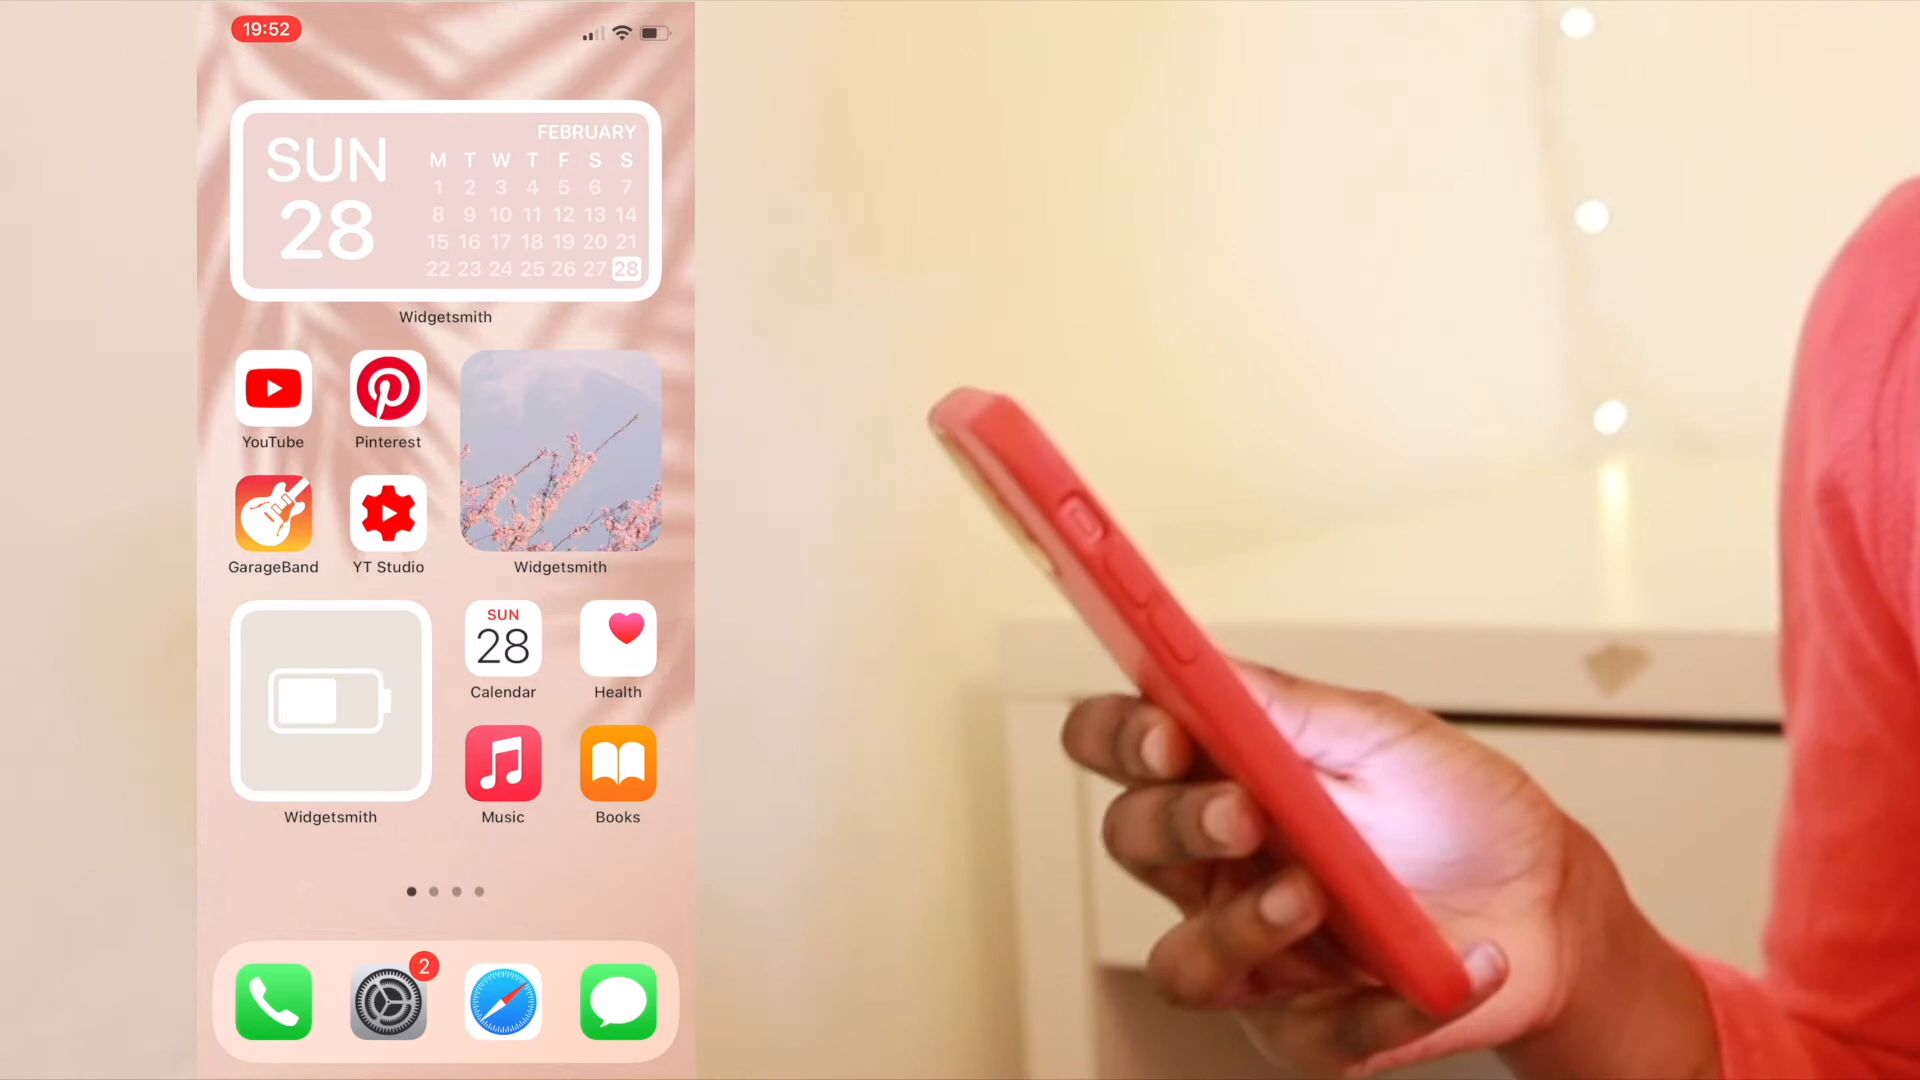 19:52
FEBRUARY
SUN
28
M T W T F S S
1 2 3 4 5 6 7
8 9 10 11 12 13 14
15 16 17 18 19 20 21
22 23 24 25 26 27 28
Widgetsmith
YouTube
Pinterest
GarageBand
YT Studio
Widgetsmith
SUN
28
Calendar
Health
Widgetsmith
Music
Books
2